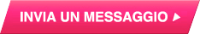 INVIA UN MESSAGGIO ▸